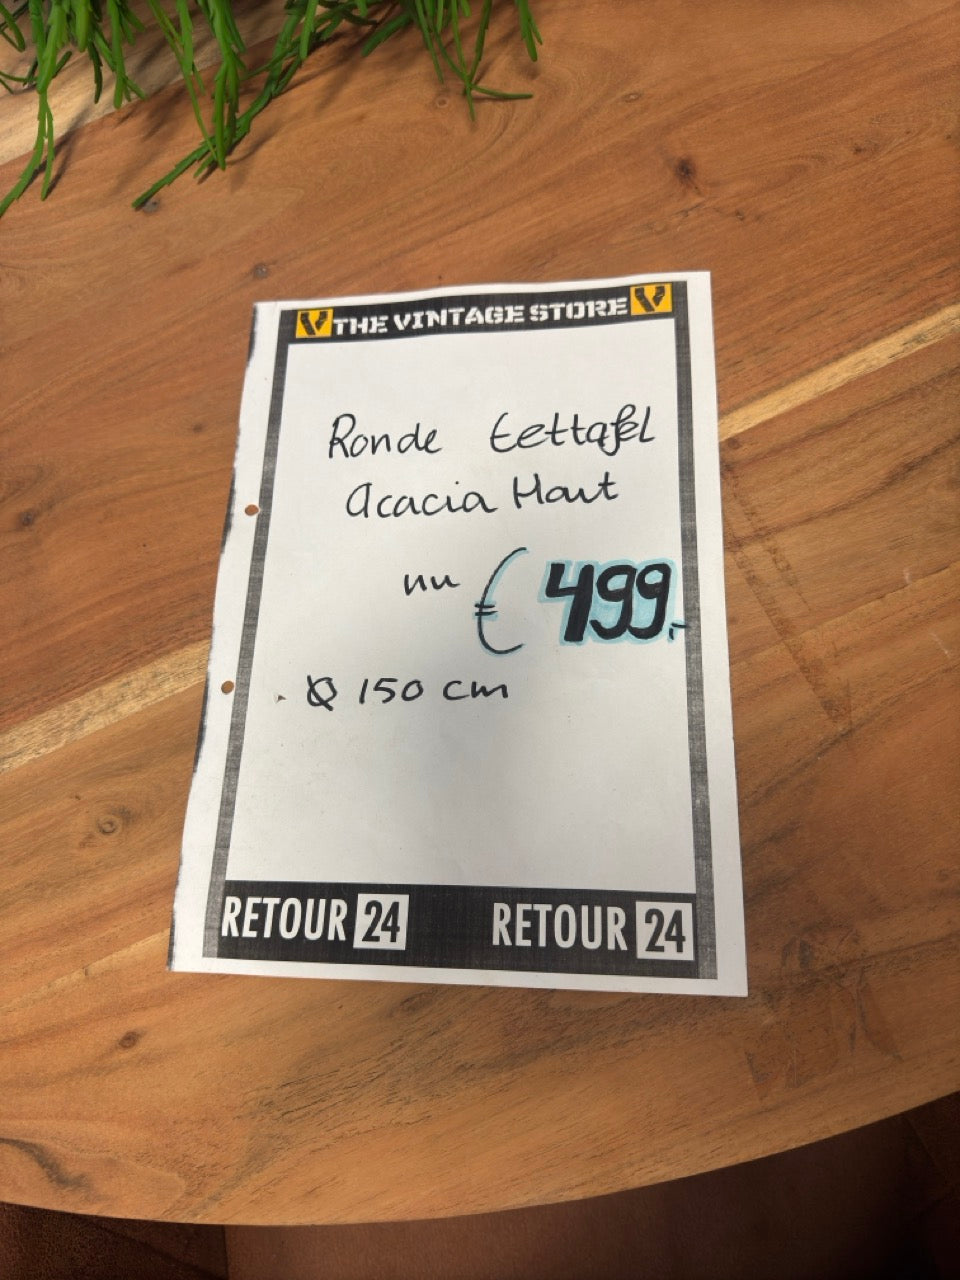 THE VINTAGE STORE
Ronde Eettafel
Acacia Hout
nu € 499,-
Ø 150 cm
RETOUR 24 RETOUR 24